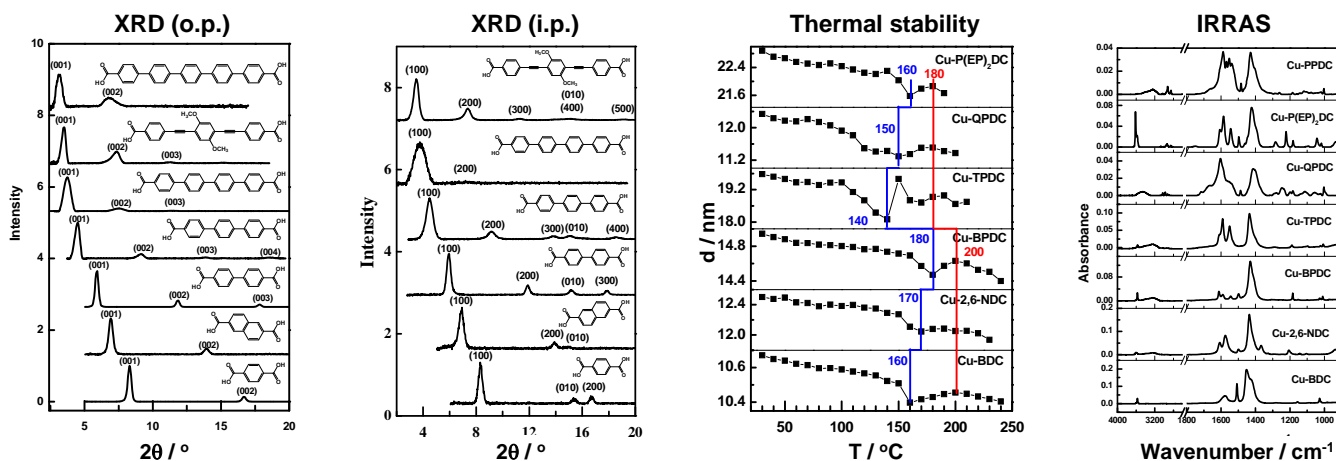 XRD (o.p.)
10
8
6
4
2
0
Intensity
(001)
(002)
HO
O
O
OH
(001)
(002)
(003)
H₃CO
OCH₃
(001)
(002)
(003)
(001)
(002)
(003)
(004)
(001)
(002)
(003)
(001)
(002)
(001)
(002)
0 5 10 15 20
2θ / °
XRD (i.p.)
8
6
4
2
0
Intensity
(100)
(200)
(300)
(010)
(400)
(500)
(100)
(200)
(100)
(200)
(300)
(010)
(400)
(100)
(200)
(010)
(300)
(100)
(200)
(010)
(100)
(010)
(200)
4 8 12 16 20
2θ / °
Thermal stability
d / nm
22.4
21.6
Cu-P(EP)₂DC
160
180
12.0
11.2
Cu-QPDC
150
19.2
18.0
Cu-TPDC
140
14.8
14.4
Cu-BPDC
180
200
12.4
12.0
Cu-2,6-NDC
170
10.6
10.4
Cu-BDC
160
50 100 150 200 250
T / °C
IRRAS
Absorbance
0.04
0.02
0.00
Cu-PPDC
0.08
0.04
0.00
Cu-P(EP)₂DC
0.04
0.02
0.00
Cu-QPDC
0.10
0.05
0.00
Cu-TPDC
0.08
0.04
0.00
Cu-BPDC
0.2
0.1
0.0
Cu-2,6-NDC
0.2
0.1
0.0
Cu-BDC
4000 3200 1800 1600 1400 1200 1000
Wavenumber / cm⁻¹